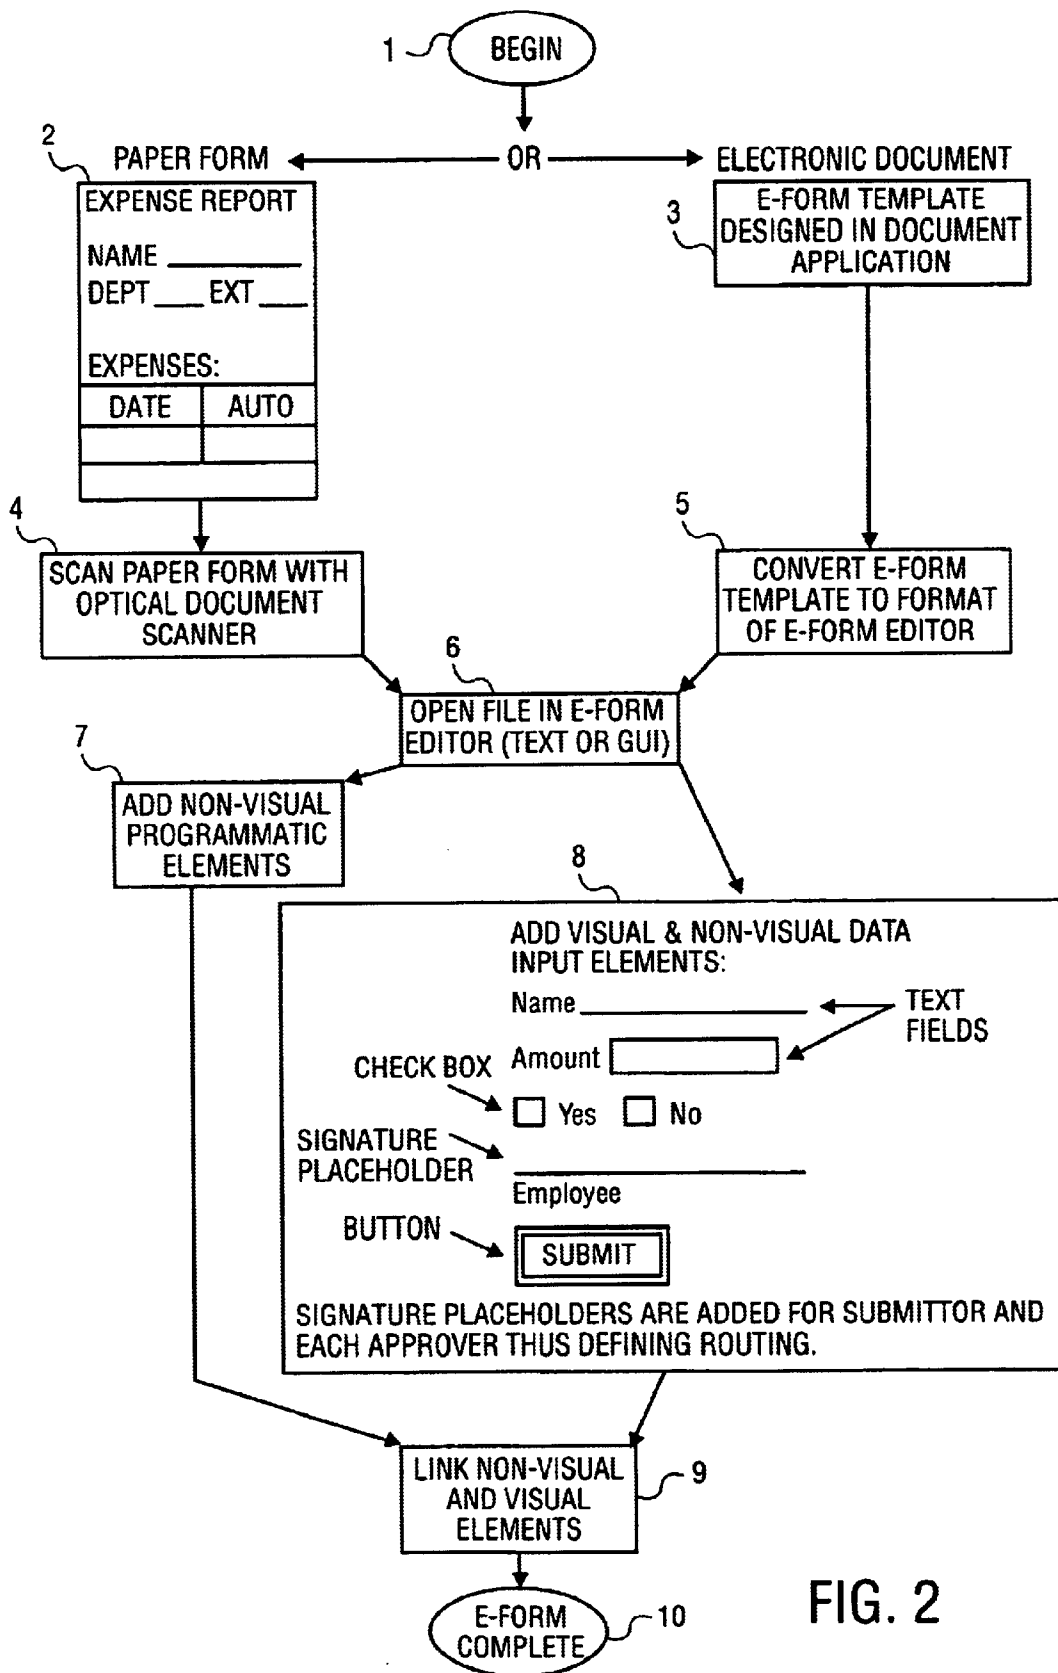 1
BEGIN
2
PAPER FORM
OR
ELECTRONIC DOCUMENT
EXPENSE REPORT
NAME
DEPT EXT
EXPENSES:
DATE AUTO
3
E-FORM TEMPLATE
DESIGNED IN DOCUMENT
APPLICATION
4
SCAN PAPER FORM WITH
OPTICAL DOCUMENT
SCANNER
5
CONVERT E-FORM
TEMPLATE TO FORMAT
OF E-FORM EDITOR
6
OPEN FILE IN E-FORM
EDITOR (TEXT OR GUI)
7
ADD NON-VISUAL
PROGRAMMATIC
ELEMENTS
8
ADD VISUAL & NON-VISUAL DATA
INPUT ELEMENTS:
Name
TEXT
FIELDS
Amount
CHECK BOX
Yes No
SIGNATURE
PLACEHOLDER
Employee
BUTTON
SUBMIT
SIGNATURE PLACEHOLDERS ARE ADDED FOR SUBMITTOR AND
EACH APPROVER THUS DEFINING ROUTING.
LINK NON-VISUAL
AND VISUAL
ELEMENTS
9
E-FORM
COMPLETE
10
FIG. 2